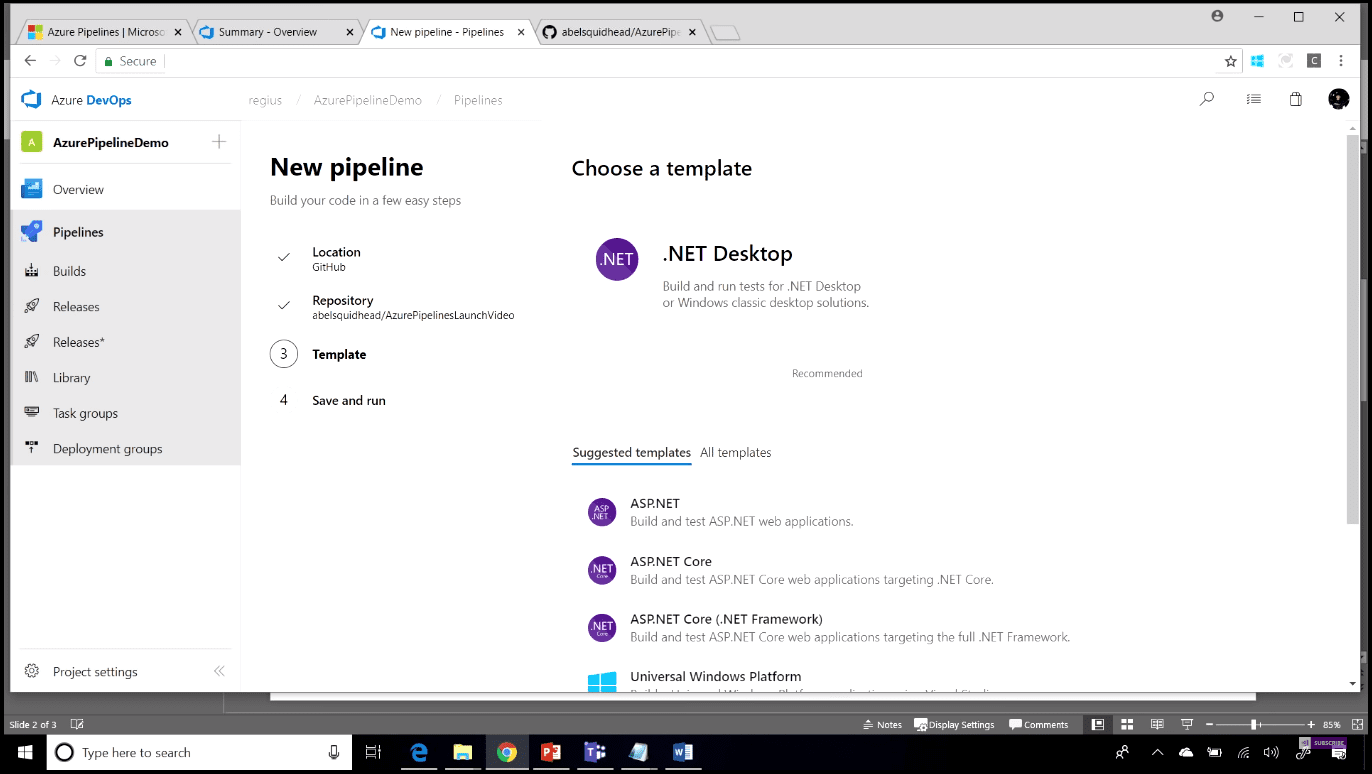 Azure Pipelines | Microso
Summary - Overview
New pipeline - Pipelines
abelsquidhead/AzurePipe
Secure
C
Azure DevOps
regius / AzurePipelineDemo / Pipelines
A AzurePipelineDemo
Overview
Pipelines
Builds
Releases
Releases*
Library
Task groups
Deployment groups
Project settings
New pipeline
Build your code in a few easy steps
Location
GitHub
Repository
abelsquidhead/AzurePipelinesLaunchVideo
3 Template
4 Save and run
Choose a template
.NET
.NET Desktop
Build and run tests for .NET Desktop
or Windows classic desktop solutions.
Recommended
Suggested templates All templates
ASP .NET
ASP.NET
Build and test ASP.NET web applications.
.NET Core
ASP.NET Core
Build and test ASP.NET Core web applications targeting .NET Core.
.NET Core
ASP.NET Core (.NET Framework)
Build and test ASP.NET Core web applications targeting the full .NET Framework.
Universal Windows Platform
Slide 2 of 3
Notes Display Settings Comments 85%
Type here to search
SUBSCRIBE